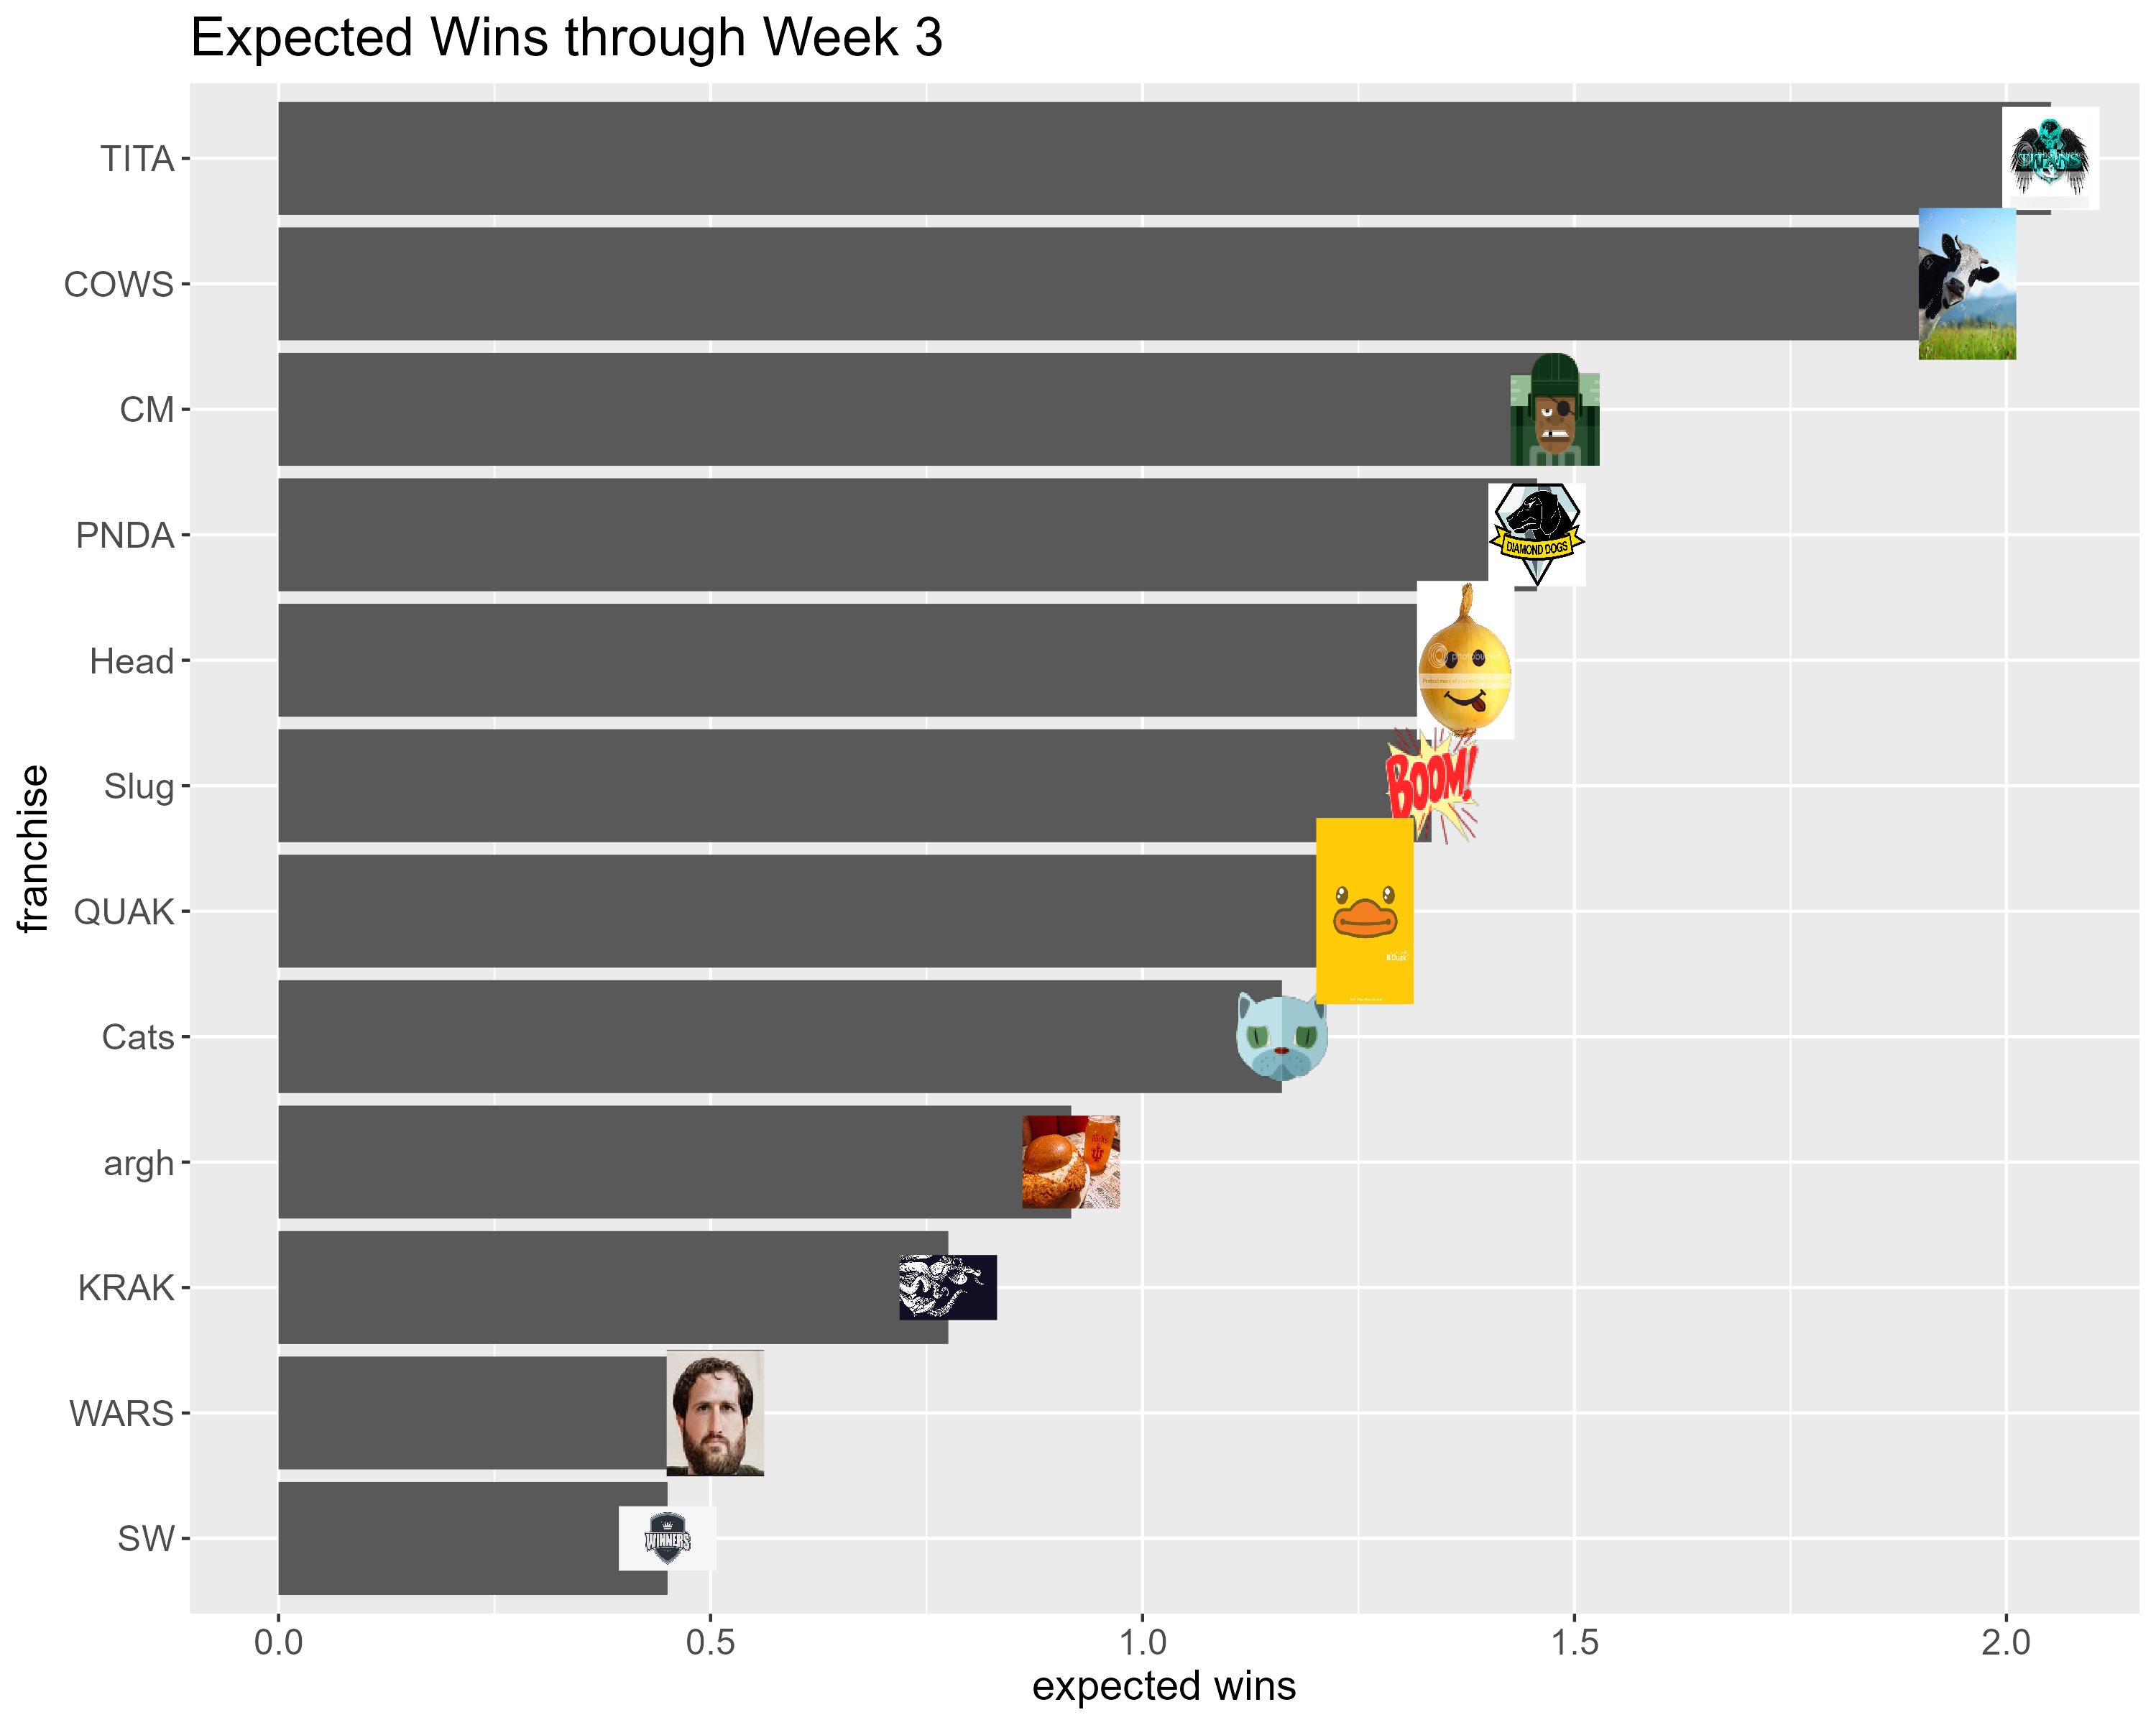 Expected Wins through Week 3
TITA
TITANS
COWS
CM
PNDA
DIAMOND DOGS
Head
Slug
BOOM!
QUAK
B.Duck
Cats
argh
KRAK
WARS
SW
WINNERS
franchise
0.0 0.5 1.0 1.5 2.0
expected wins